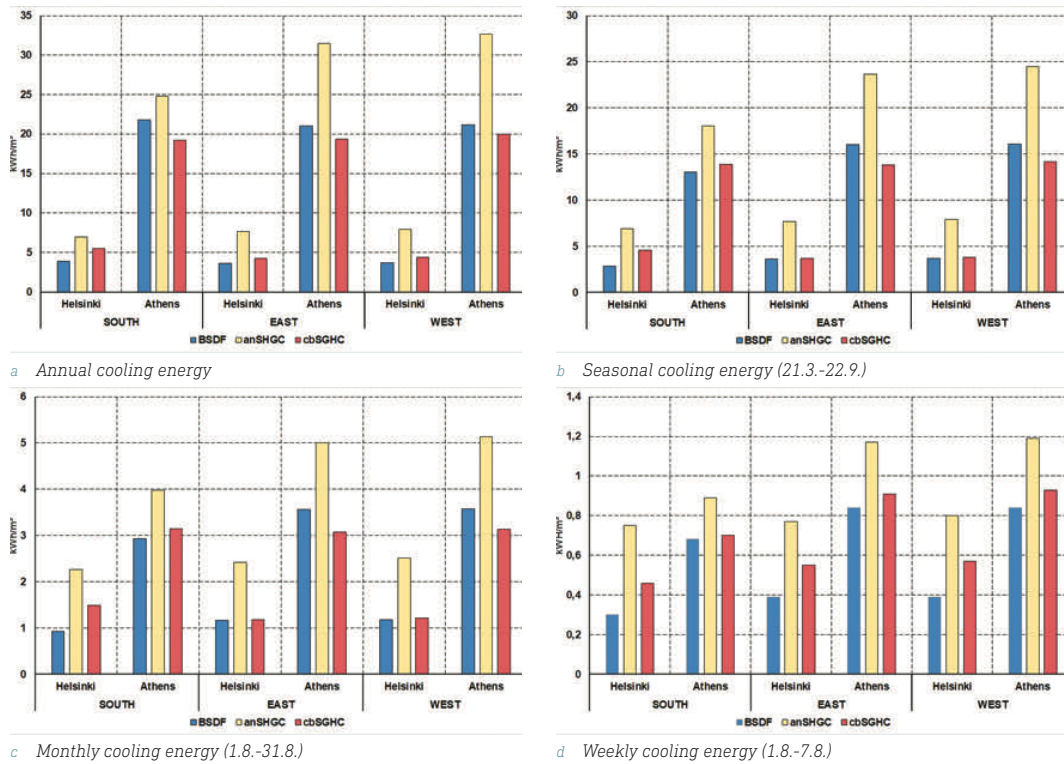 35
30
25
20
15
10
5
0
kWh/m²
Helsinki Athens Helsinki Athens Helsinki Athens
SOUTH EAST WEST
BSDF anSHGC cbSGHC
a Annual cooling energy
30
25
20
15
10
5
0
kWh/m²
Helsinki Athens Helsinki Athens Helsinki Athens
SOUTH EAST WEST
BSDF anSHGC cbSGHC
b Seasonal cooling energy (21.3.-22.9.)
6
5
4
3
2
1
0
kWh/m²
Helsinki Athens Helsinki Athens Helsinki Athens
SOUTH EAST WEST
BSDF anSHGC cbSGHC
c Monthly cooling energy (1.8.-31.8.)
1,4
1,2
1
0,8
0,6
0,4
0,2
0
kWH/m²
Helsinki Athens Helsinki Athens Helsinki Athens
SOUTH EAST WEST
BSDF anSHGC cbSGHC
d Weekly cooling energy (1.8.-7.8.)